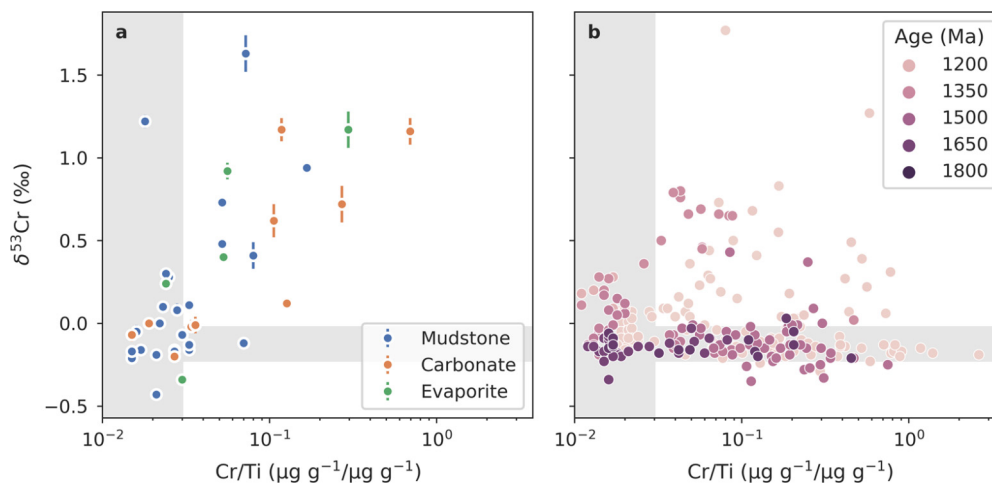 a
b
δ⁵³Cr (‰)
1.5
1.0
0.5
0.0
−0.5
10⁻²
10⁻¹
10⁰
Cr/Ti (μg g⁻¹/μg g⁻¹)
Mudstone
Carbonate
Evaporite
Age (Ma)
1200
1350
1500
1650
1800
10⁻²
10⁻¹
10⁰
Cr/Ti (μg g⁻¹/μg g⁻¹)